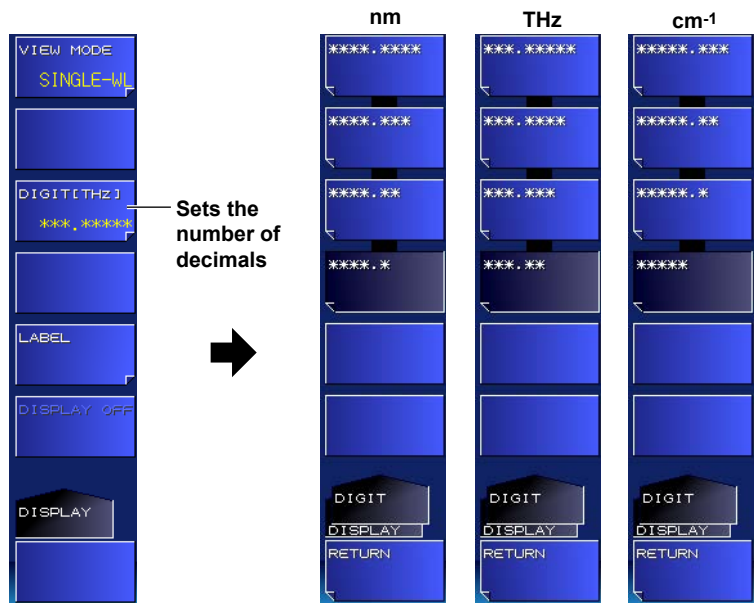 VIEW MODE
SINGLE-WL
DIGIT[THz]
***.*****
LABEL
DISPLAY OFF
DISPLAY
Sets the
number of
decimals
nm
****.****
****.***
****.**
****.*
DIGIT
DISPLAY
RETURN
THz
***.*****
***.****
***.***
***.**
DIGIT
DISPLAY
RETURN
cm-1
*****.***
*****.**
*****.*
*****
DIGIT
DISPLAY
RETURN